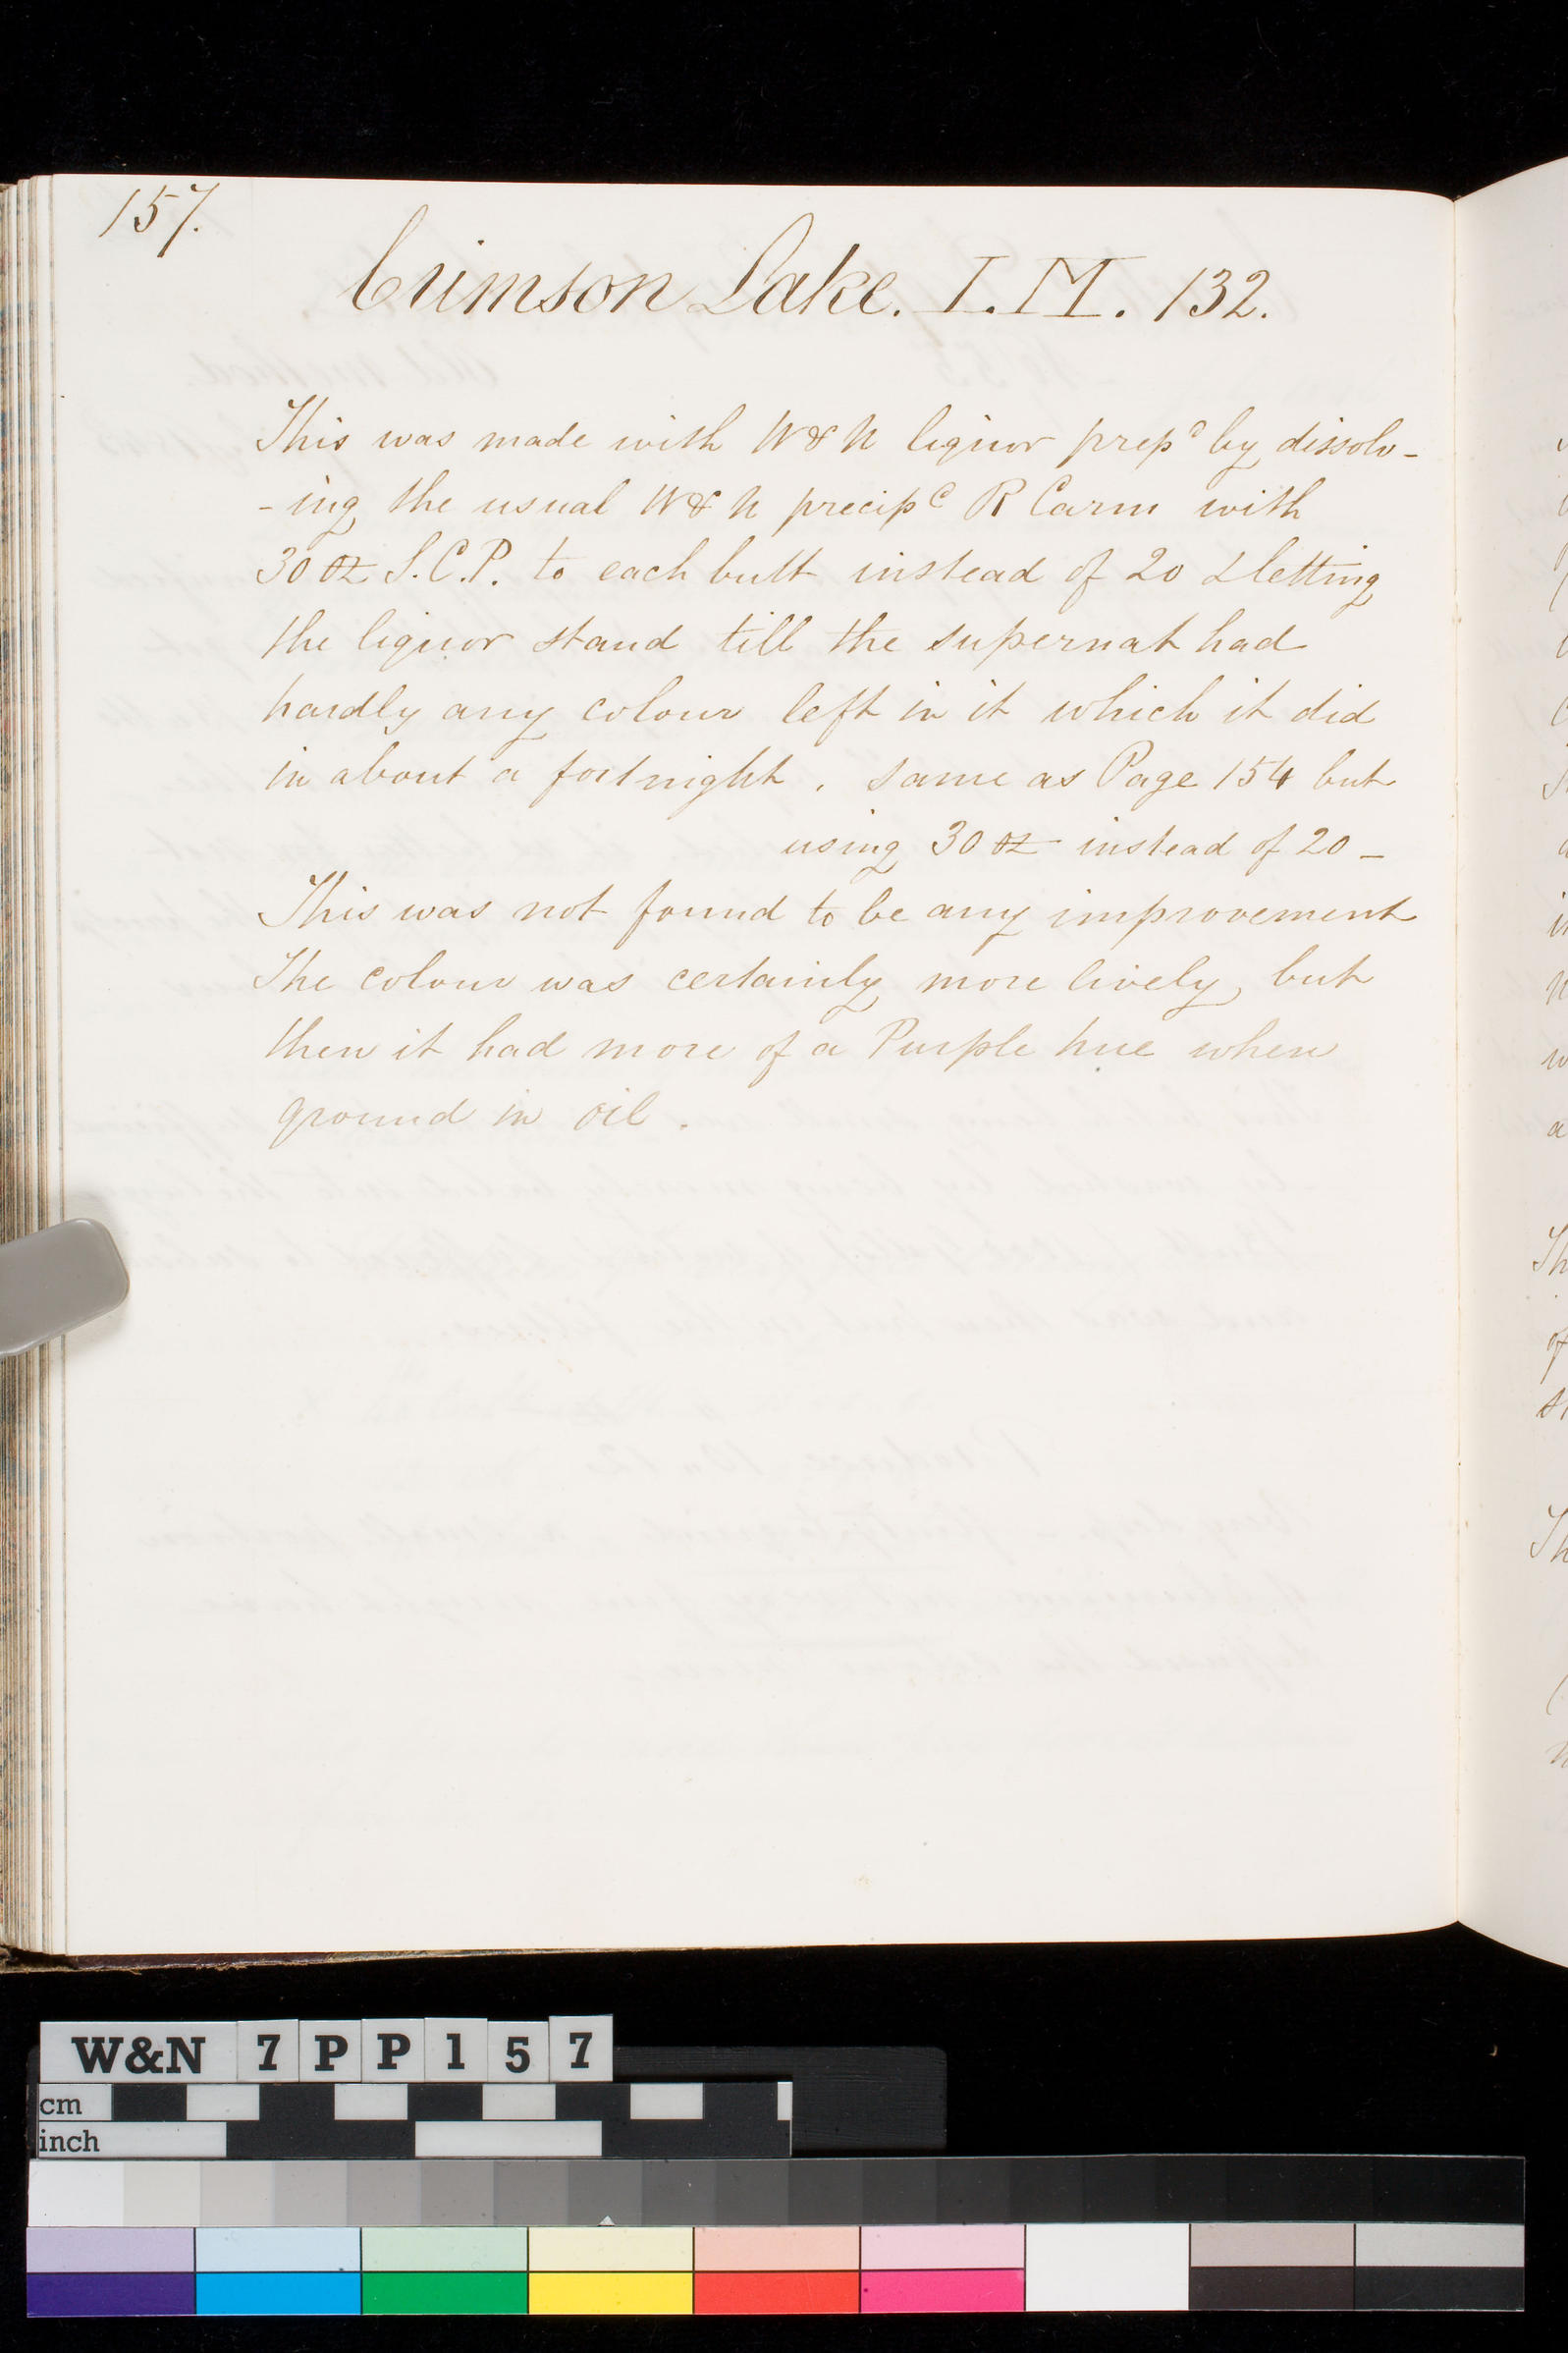 157.
Crimson Lake. I.M. 132.
This was made with W&N liquor prepd by dissolv-
-ing the usual W&N precipc R Carm with
30 oz S.C.P. to each butt instead of 20 & letting
the liquor stand till the supernat had
hardly any colour left in it which it did
in about a fortnight. same as Page 154 but
using 30 oz instead of 20 -
This was not found to be any improvement
The colour was certainly more lively, but
then it had more of a Purple hue when
ground in oil.
W&N 7PP157
cm
inch